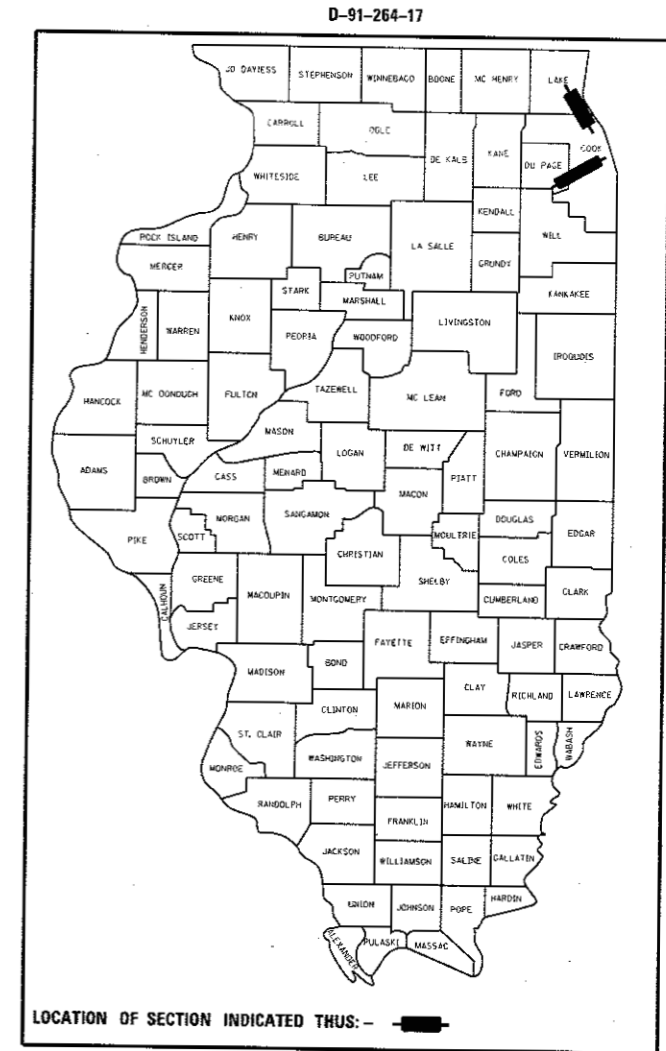 D-91-264-17
JO DAVIESS STEPHENSON WINNEBAGO BOONE MC HENRY LAKE
CARROLL OGLE DE KALB KANE DU PAGE COOK
WHITESIDE LEE
KENDALL
ROCK ISLAND HENRY BUREAU LA SALLE WILL
MERCER PUTNAM GRUNDY
STARK MARSHALL KANKAKEE
HENDERSON WARREN KNOX PEORIA WOODFORD LIVINGSTON
IROQUOIS
HANCOCK MC DONOUGH FULTON TAZEWELL MC LEAN FORD
MASON
SCHUYLER LOGAN DE WITT CHAMPAIGN VERMILION
ADAMS BROWN CASS MENARD PIATT
MACON
PIKE SCOTT MORGAN SANGAMON MOULTRIE DOUGLAS EDGAR
CHRISTIAN COLES
CALHOUN GREENE MACOUPIN MONTGOMERY SHELBY CUMBERLAND CLARK
JERSEY
FAYETTE EFFINGHAM JASPER CRAWFORD
MADISON BOND
CLAY RICHLAND LAWRENCE
CLINTON MARION
ST. CLAIR WAYNE EDWARDS WABASH
MONROE WASHINGTON JEFFERSON
RANDOLPH PERRY HAMILTON WHITE
FRANKLIN
JACKSON WILLIAMSON SALINE GALLATIN
UNION JOHNSON POPE HARDIN
ALEXANDER PULASKI MASSAC
LOCATION OF SECTION INDICATED THUS: -